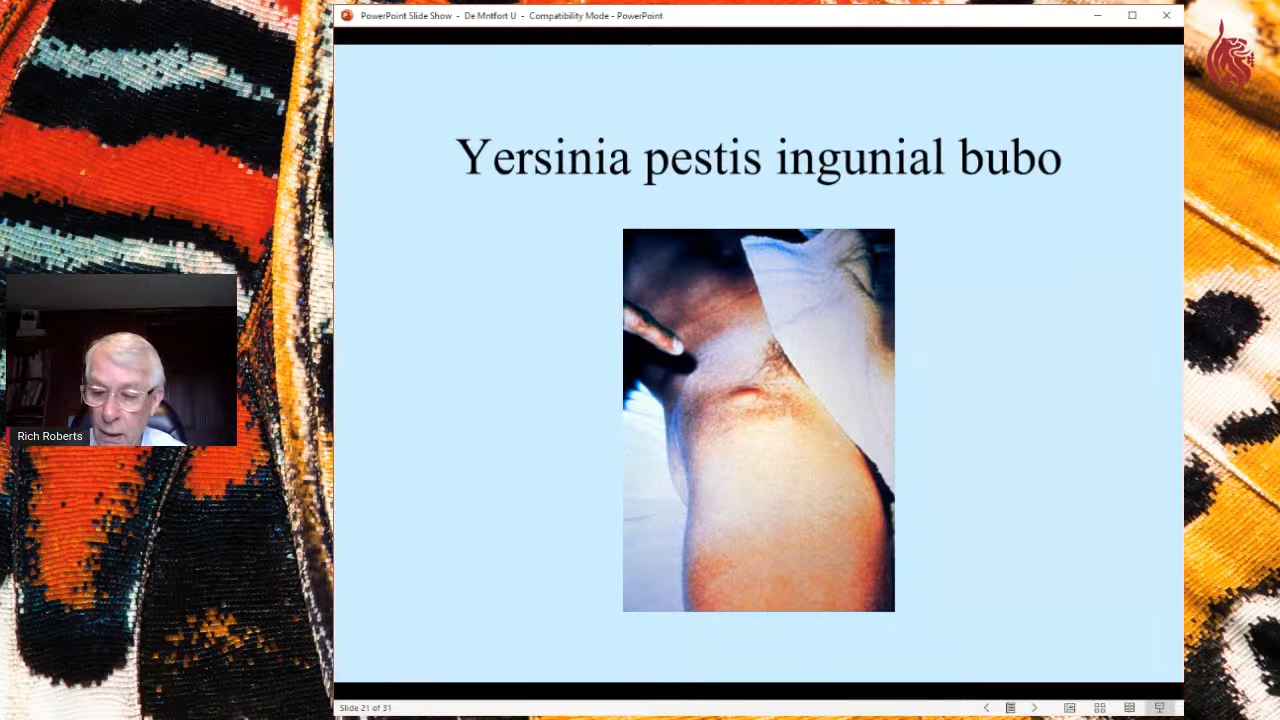 PowerPoint Slide Show - De Mntfort U - Compatibility Mode - PowerPoint
Yersinia pestis ingunial bubo
Rich Roberts
Slide 21 of 31